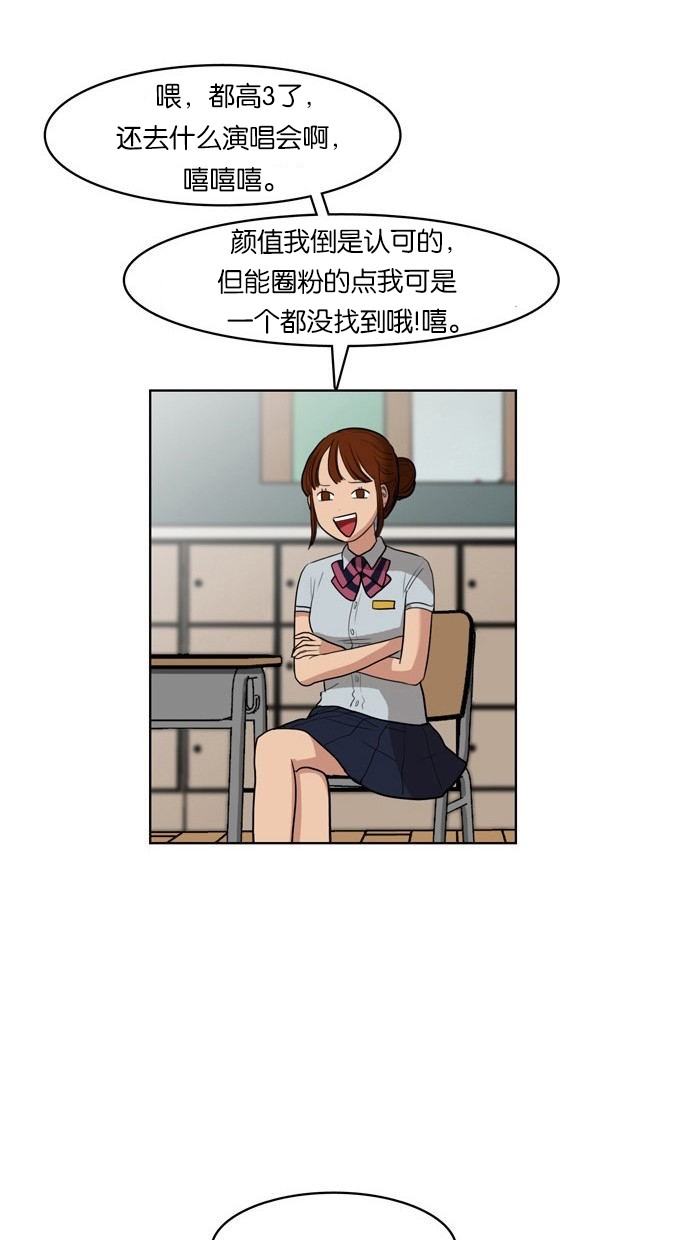 喂，都高3了，
还去什么演唱会啊，
嘻嘻嘻。
颜值我倒是认可的，
但能圈粉的点我可是
一个都没找到哦!嘻。